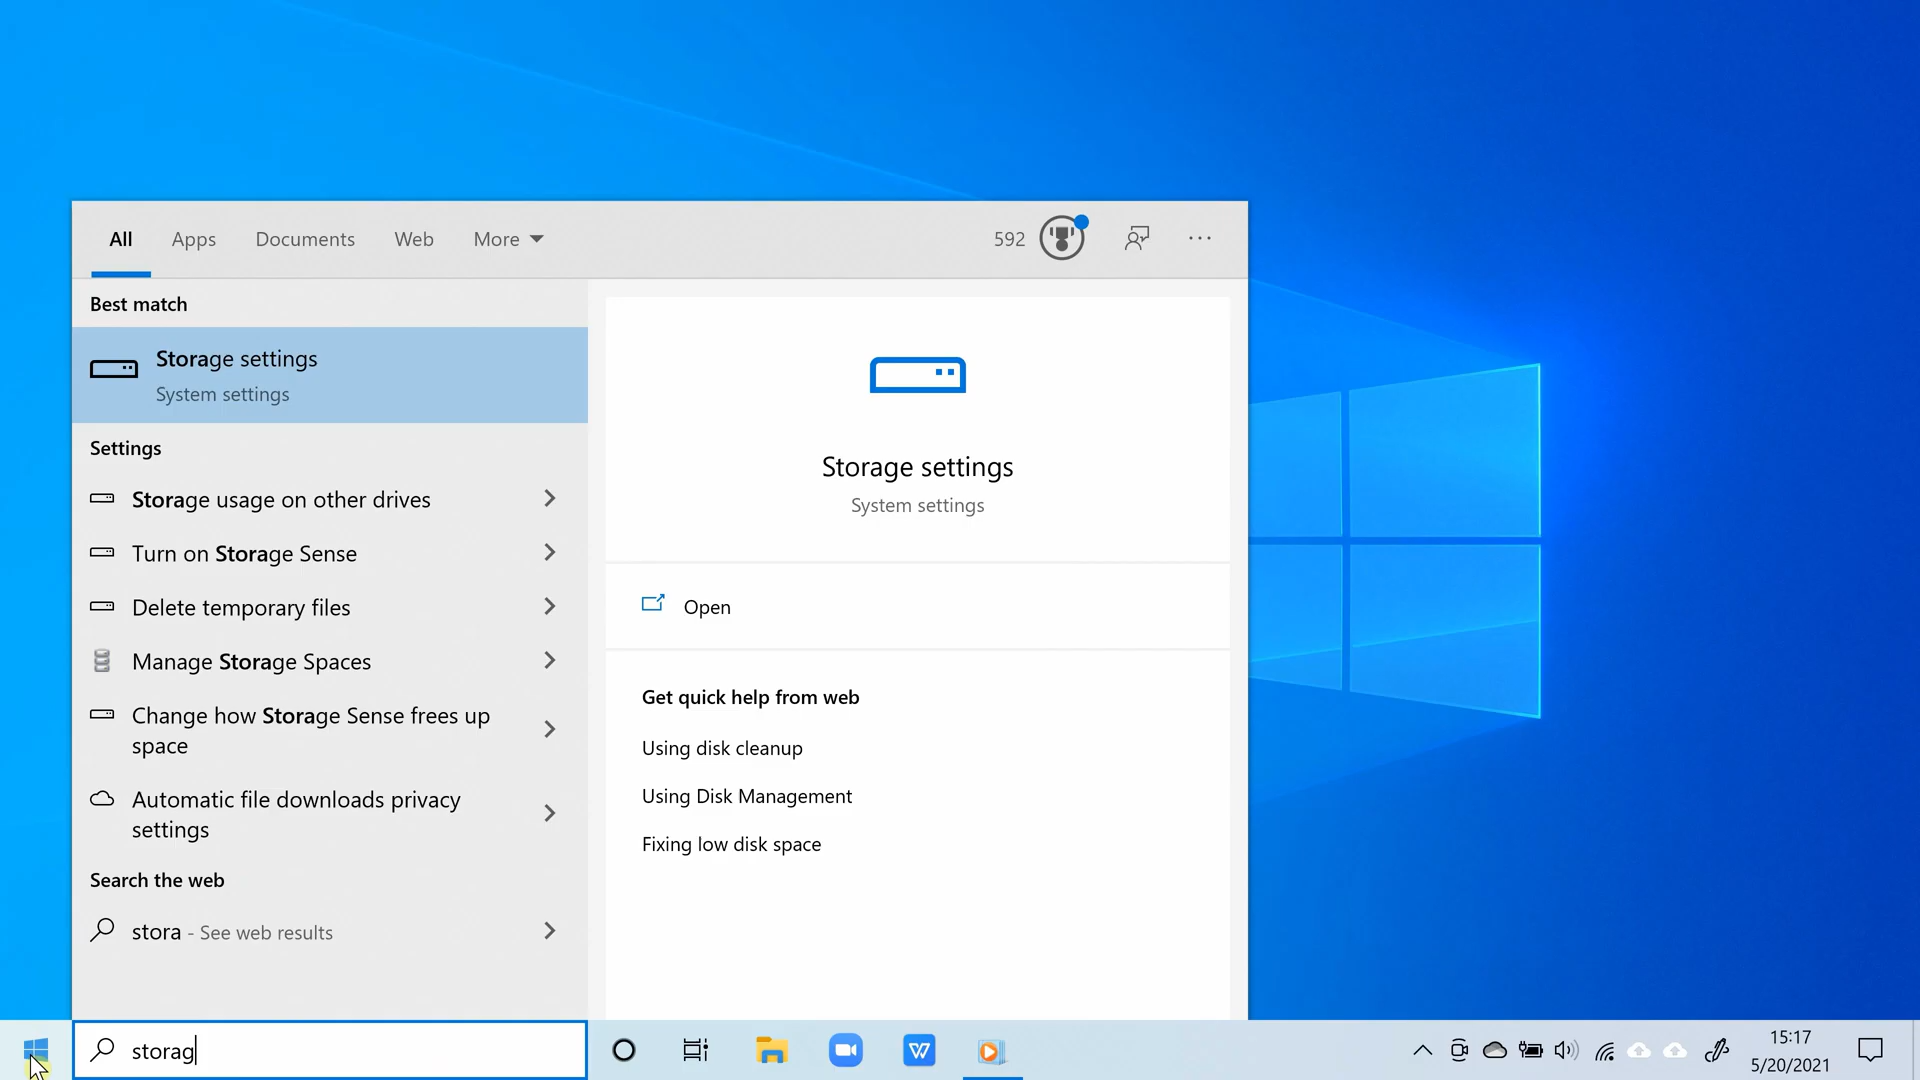 All Apps Documents Web More 592
Best match
Storage settings
System settings
Settings
Storage usage on other drives
Turn on Storage Sense
Delete temporary files
Manage Storage Spaces
Change how Storage Sense frees up
space
Automatic file downloads privacy
settings
Search the web
stora - See web results
Storage settings
System settings
Open
Get quick help from web
Using disk cleanup
Using Disk Management
Fixing low disk space
storag
W
15:17
5/20/2021